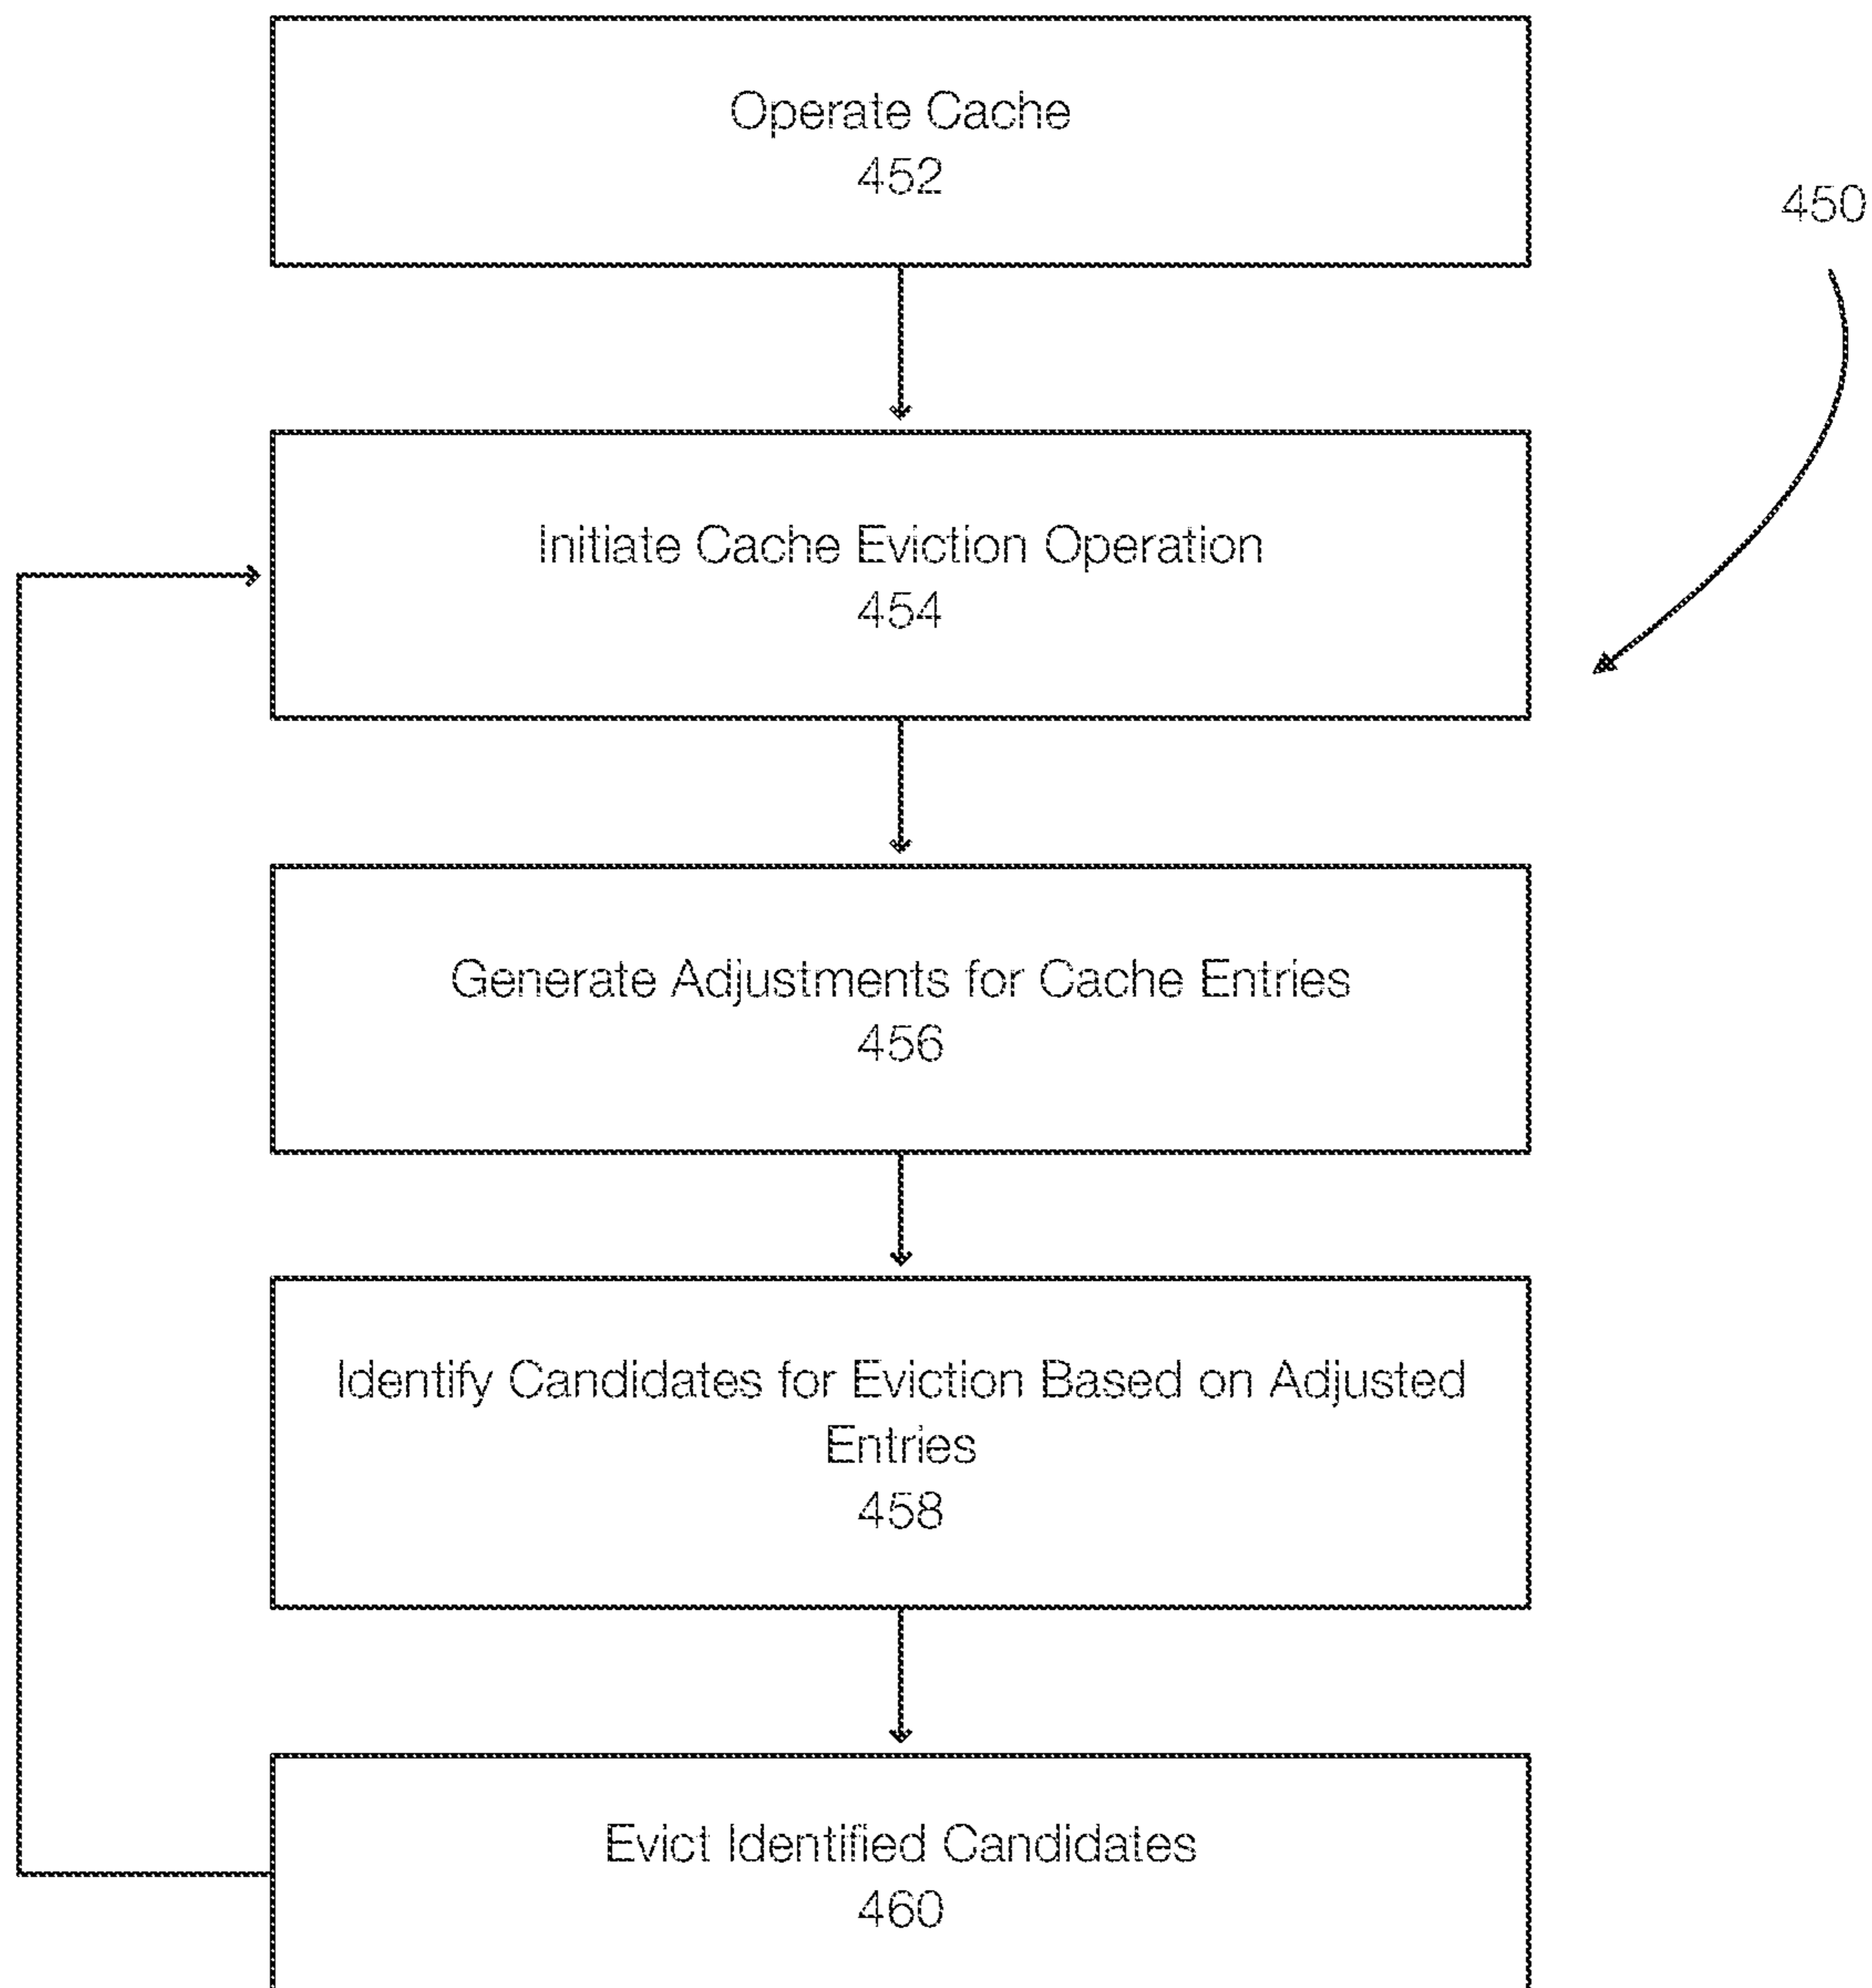 Operate Cache
452
450
Initiate Cache Eviction Operation
454
Generate Adjustments for Cache Entries
456
Identify Candidates for Eviction Based on Adjusted
Entries
458
Evict Identified Candidates
460